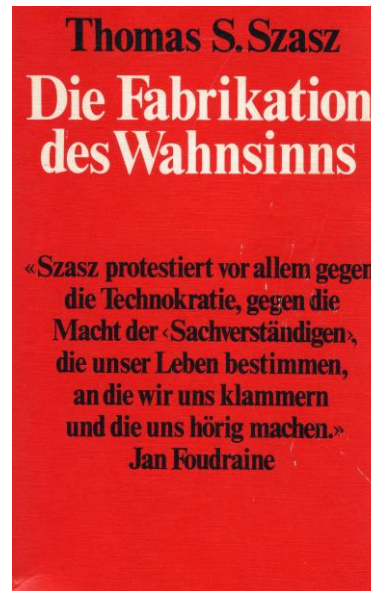 Thomas S. Szasz
Die Fabrikation
des Wahnsinns
«Szasz protestiert vor allem gegen
die Technokratie, gegen die
Macht der ‹Sachverständigen›,
die unser Leben bestimmen,
an die wir uns klammern
und die uns hörig machen.»
Jan Foudraine